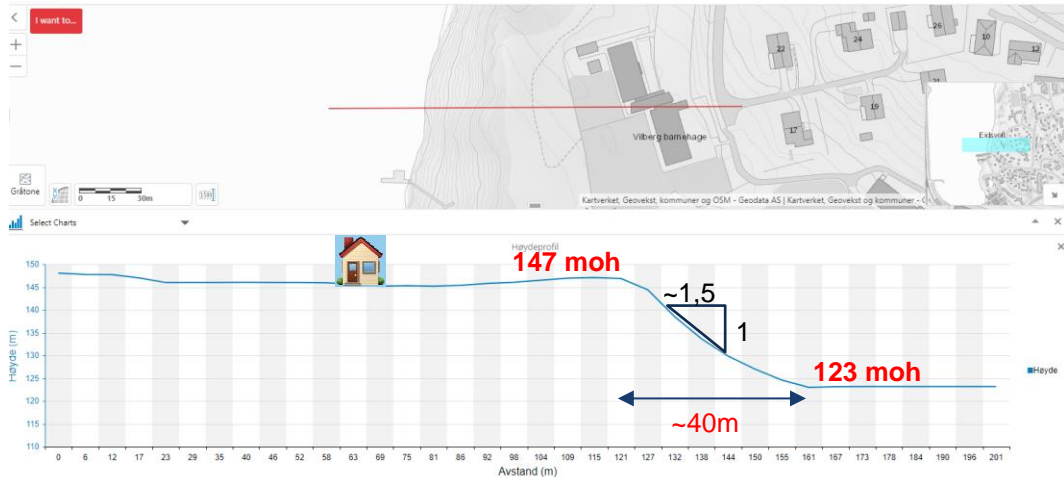 I want to...
26
10
12
24
22
21
19
17
Vilberg barnehage
Eidsvoll
Gråtone
0 15 30m
Kartverket, Geovekst, kommuner og OSM - Geodata AS | Kartverket, Geovekst og kommuner - G
Select Charts
Høydeprofil
147 moh
~1,5
1
123 moh
~40m
Høyde (m)
150
145
140
135
130
125
120
115
110
Høyde
0 6 12 17 23 29 35 40 46 52 58 63 69 75 81 86 92 98 104 109 115 121 127 132 138 144 150 155 161 167 173 178 184 190 196 201
Avstand (m)